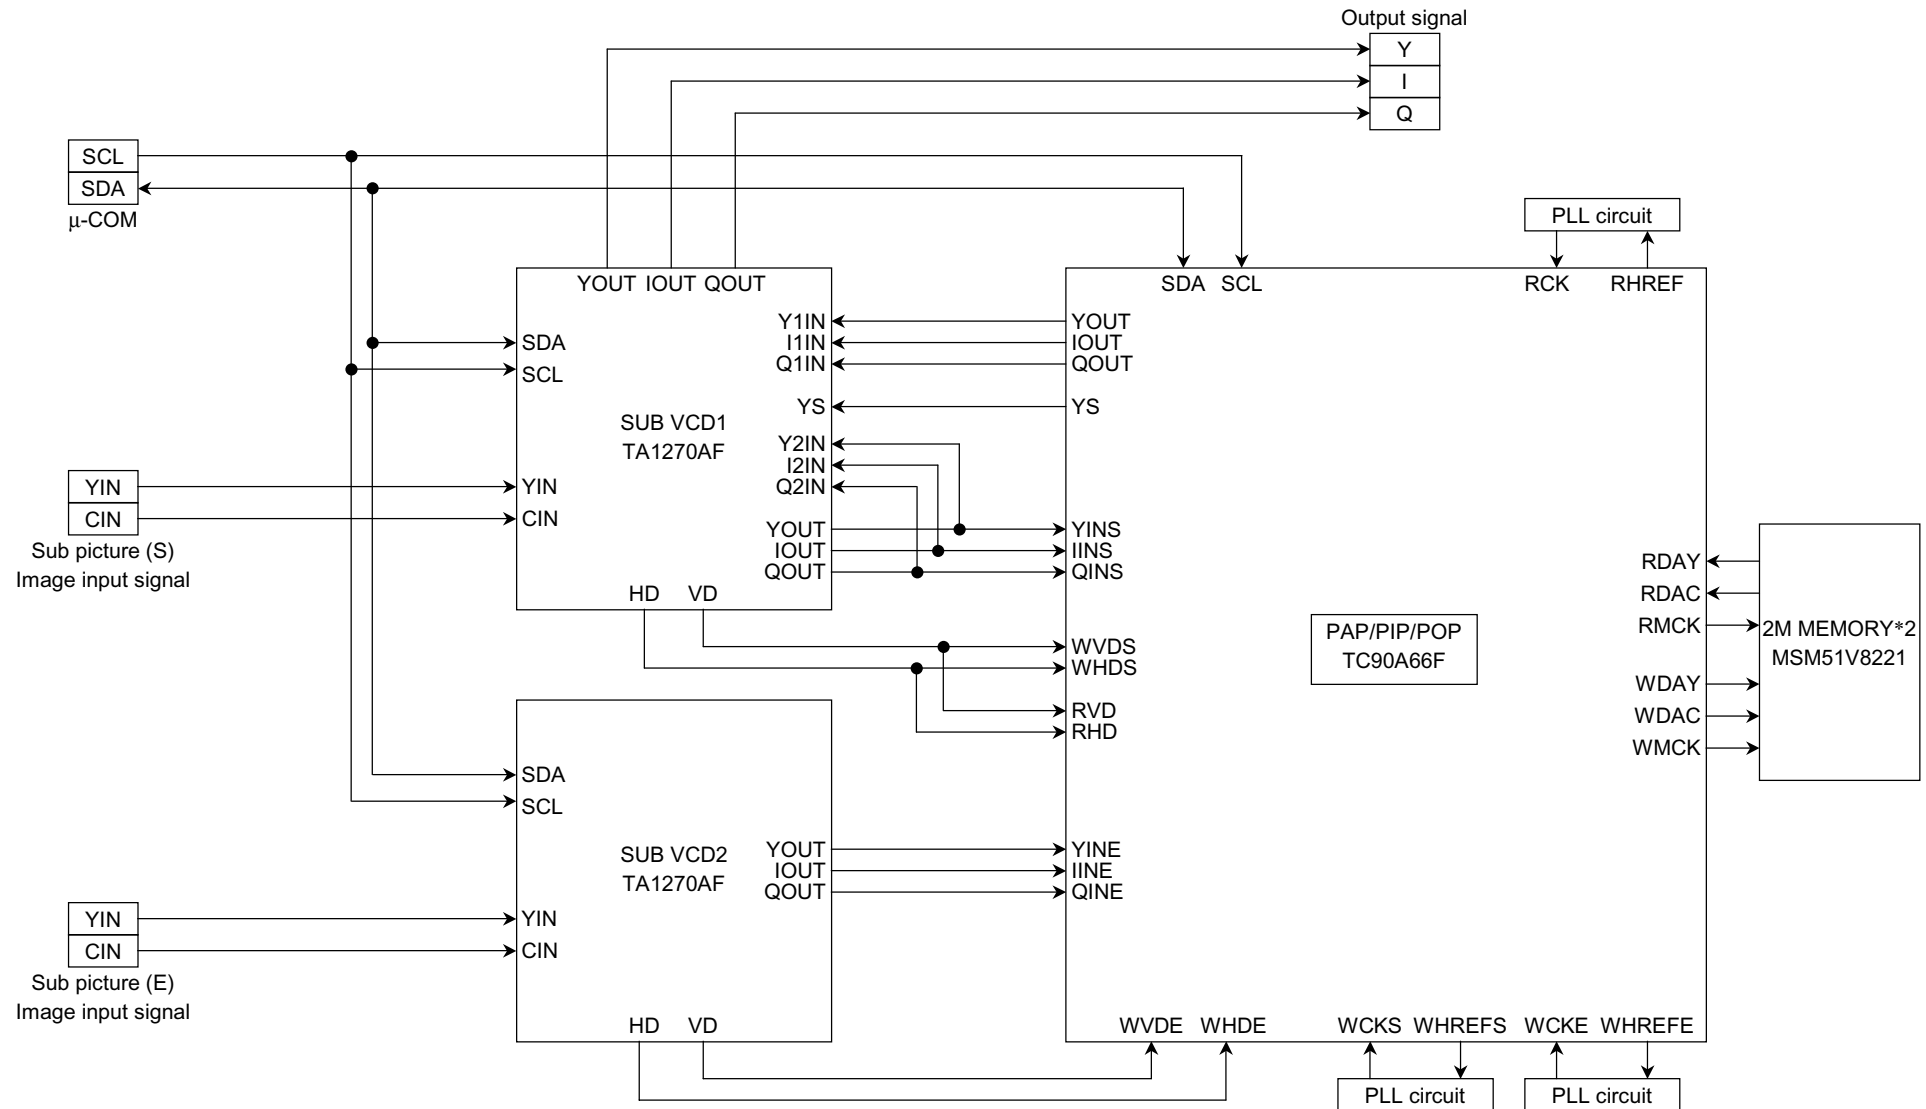 Output signal
Y
I
Q
SCL
SDA
μ-COM
PLL circuit
YOUT IOUT QOUT
SDA SCL
RCK
RHREF
Y1IN
I1IN
Q1IN
YS
Y2IN
I2IN
Q2IN
YOUT
IOUT
QOUT
SDA
SCL
SUB VCD1
TA1270AF
YIN
CIN
HD VD
YOUT
IOUT
QOUT
YS
YINS
IINS
QINS
WVDS
WHDS
RVD
RHD
YIN
CIN
Sub picture (S)
Image input signal
PAP/PIP/POP
TC90A66F
RDAY
RDAC
RMCK
WDAY
WDAC
WMCK
2M MEMORY*2
MSM51V8221
SDA
SCL
SUB VCD2
TA1270AF
YOUT
IOUT
QOUT
YINE
IINE
QINE
YIN
CIN
YIN
CIN
Sub picture (E)
Image input signal
HD VD
WVDE WHDE
WCKS WHREFS
WCKE WHREFE
PLL circuit
PLL circuit